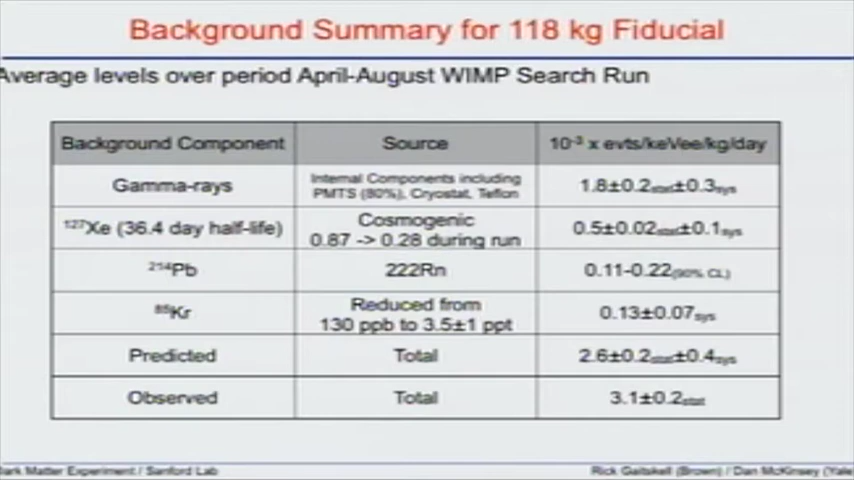 Background Summary for 118 kg Fiducial
Average levels over period April-August WIMP Search Run
Background Component Source 10⁻³ x evts/keVee/kg/day
Gamma-rays Internal Components including PMTS (80%), Cryostat, Teflon 1.8±0.2stat±0.3sys
¹²⁷Xe (36.4 day half-life) Cosmogenic 0.87 -> 0.28 during run 0.5±0.02stat±0.1sys
²¹⁴Pb 222Rn 0.11-0.22(90% CL)
⁸⁵Kr Reduced from 130 ppb to 3.5±1 ppt 0.13±0.07sys
Predicted Total 2.6±0.2stat±0.4sys
Observed Total 3.1±0.2stat
Dark Matter Experiment / Sanford Lab Rick Gaitskell (Brown) / Dan McKinsey (Yale